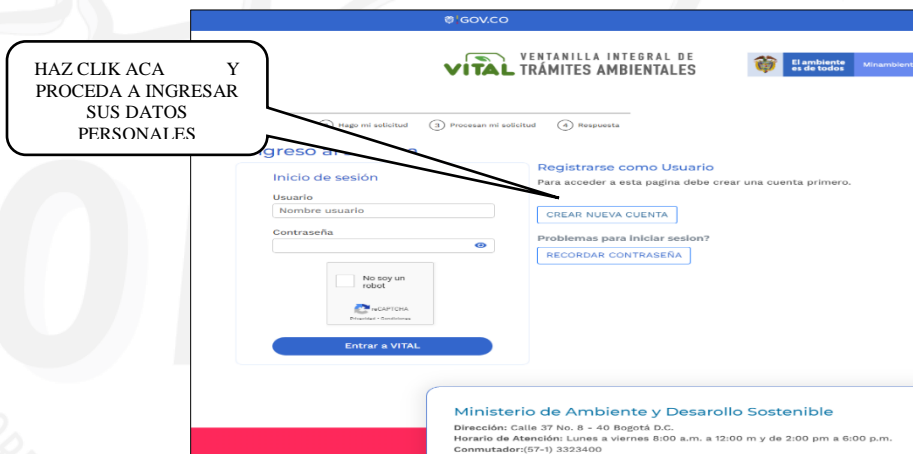 GOV.CO
VITAL VENTANILLA INTEGRAL DE
TRÁMITES AMBIENTALES
El ambiente
es de todos
Minambient
HAZ CLIK ACA Y
PROCEDA A INGRESAR
SUS DATOS
PERSONALES
Hago mi solicitud
3 Procesan mi solicitud
4 Respuesta
Inicio de sesión
Usuario
Nombre usuario
Contraseña
No soy un
robot
reCAPTCHA
Privacidad - Condiciones
Entrar a VITAL
Registrarse como Usuario
Para acceder a esta pagina debe crear una cuenta primero.
CREAR NUEVA CUENTA
Problemas para iniciar sesion?
RECORDAR CONTRASEÑA
Ministerio de Ambiente y Desarollo Sostenible
Dirección: Calle 37 No. 8 - 40 Bogotá D.C.
Horario de Atención: Lunes a viernes 8:00 a.m. a 12:00 m y de 2:00 pm a 6:00 p.m.
Conmutador:(57-1) 3323400